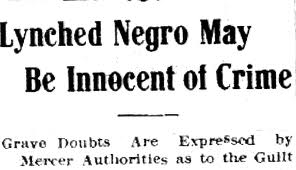 Lynched Negro May
Be Innocent of Crime
Grave Doubts Are Expressed by
Mercer Authorities as to the Guilt